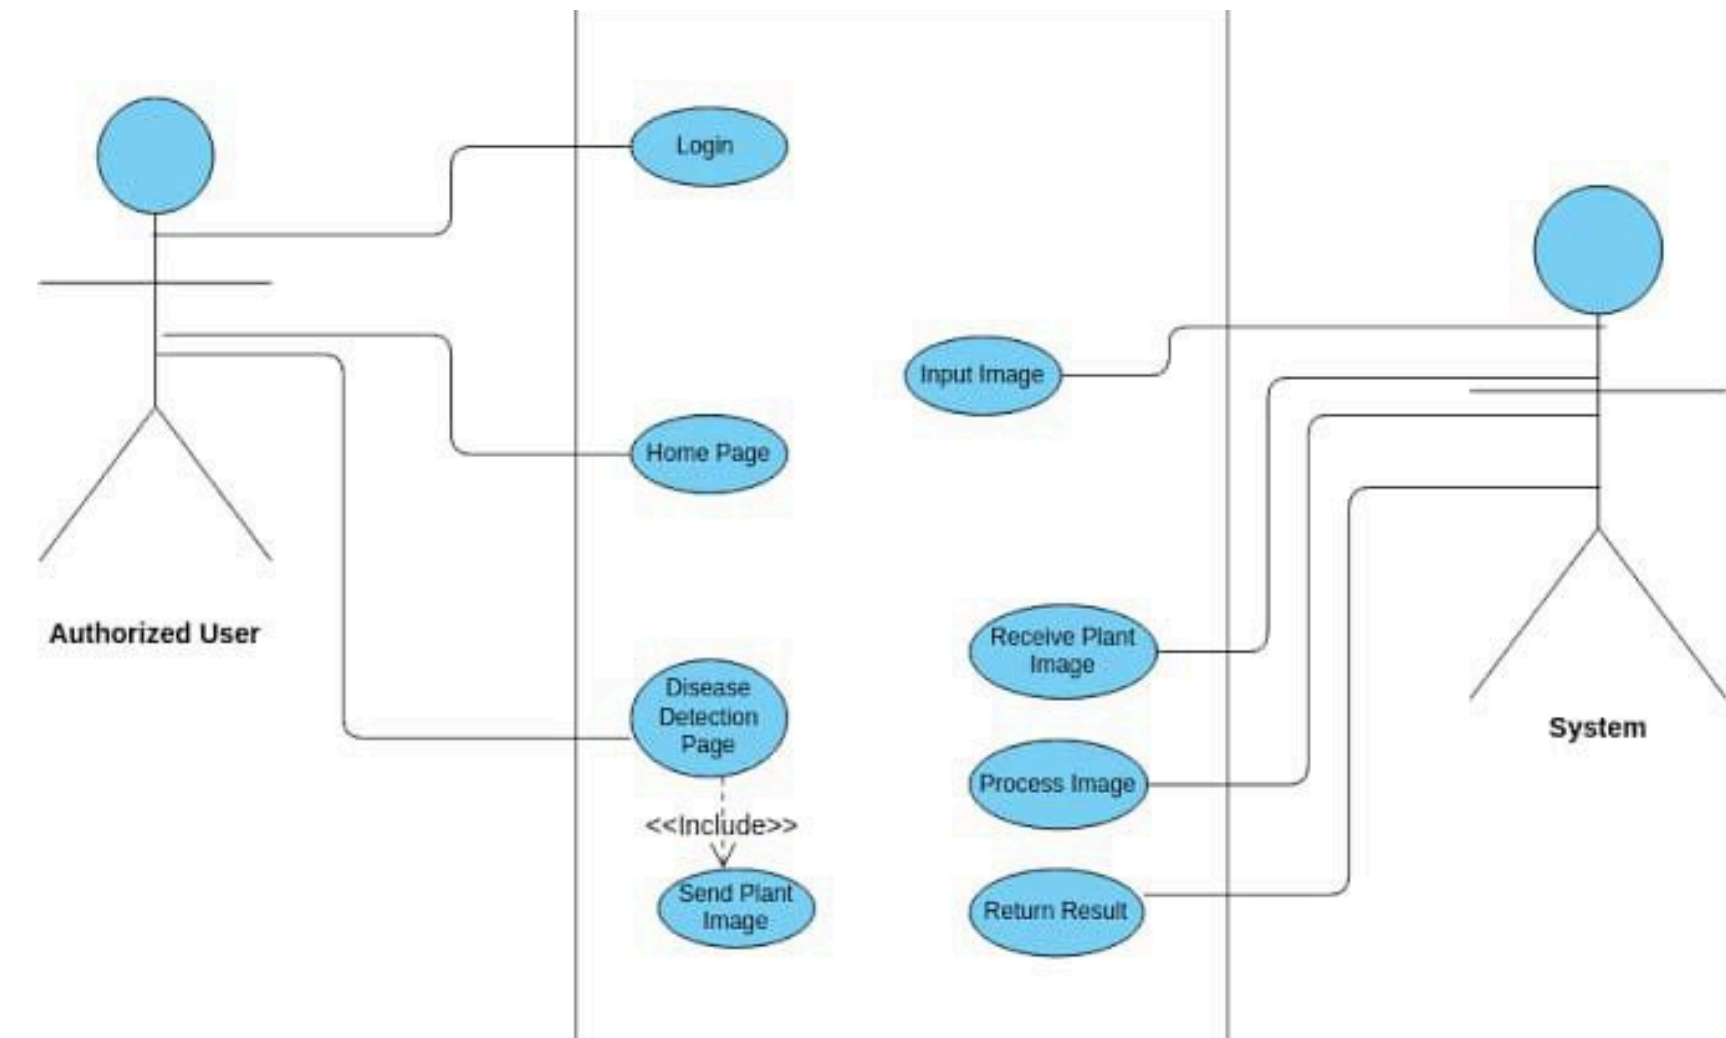 Login
Input Image
Home Page
Authorized User
Receive Plant
Image
Disease
Detection
Page
System
Process Image
<<Include>>
Send Plant
Image
Return Result